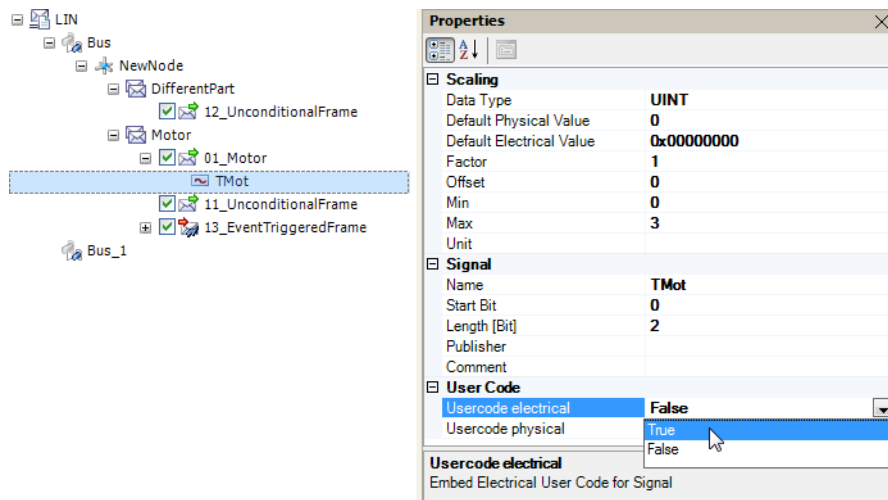 LIN
Bus
NewNode
DifferentPart
12_UnconditionalFrame
Motor
01_Motor
TMot
11_UnconditionalFrame
13_EventTriggeredFrame
Bus_1
Properties
Scaling
Data Type UINT
Default Physical Value 0
Default Electrical Value 0x00000000
Factor 1
Offset 0
Min 0
Max 3
Unit
Signal
Name TMot
Start Bit 0
Length [Bit] 2
Publisher
Comment
User Code
Usercode electrical False
Usercode physical True
False
Usercode electrical
Embed Electrical User Code for Signal